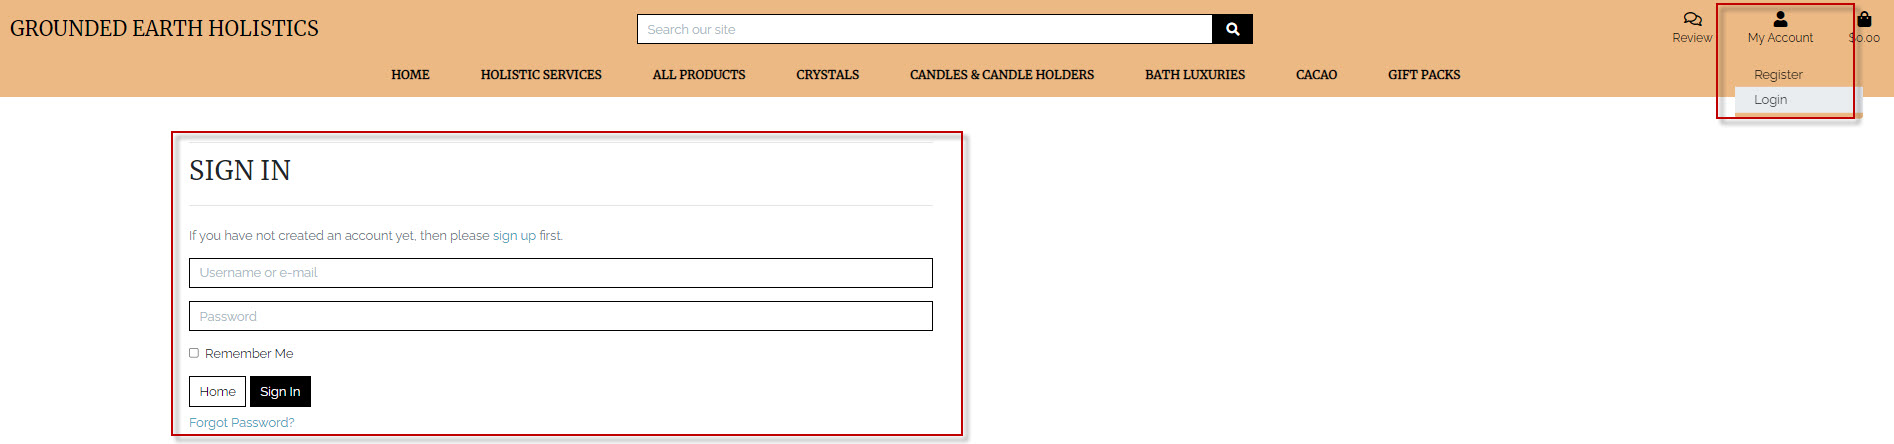 GROUNDED EARTH HOLISTICS
Search our site
Review
My Account
$0.00
HOME HOLISTIC SERVICES ALL PRODUCTS CRYSTALS CANDLES & CANDLE HOLDERS BATH LUXURIES CACAO GIFT PACKS
Register
Login
SIGN IN
If you have not created an account yet, then please sign up first.
Username or e-mail
Password
Remember Me
Home Sign In
Forgot Password?